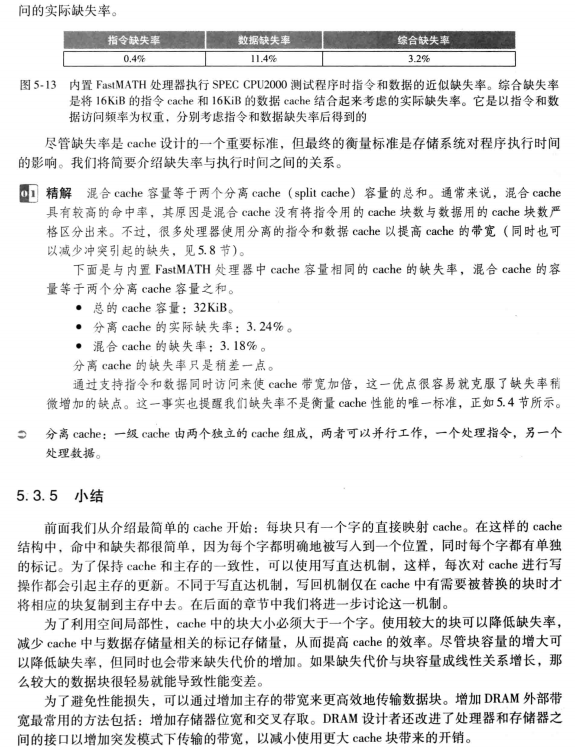 问的实际缺失率。
指令缺失率 数据缺失率 综合缺失率
0.4% 11.4% 3.2%
图 5-13 内置 FastMATH 处理器执行 SPEC CPU2000 测试程序时指令和数据的近似缺失率。综合缺失率
是将 16KiB 的指令 cache 和 16KiB 的数据 cache 结合起来考虑的实际缺失率。它是以指令和数
据访问频率为权重，分别考虑指令和数据缺失率后得到的
尽管缺失率是 cache 设计的一个重要标准，但最终的衡量标准是存储系统对程序执行时间
的影响。我们将简要介绍缺失率与执行时间之间的关系。
精解 混合 cache 容量等于两个分离 cache（split cache）容量的总和。通常来说，混合 cache
具有较高的命中率，其原因是混合 cache 没有将指令用的 cache 块数与数据用的 cache 块数严
格区分出来。不过，很多处理器使用分离的指令和数据 cache 以提高 cache 的带宽（同时也可
以减少冲突引起的缺失，见5.8 节）。
下面是与内置 FastMATH 处理器中 cache 容量相同的 cache 的缺失率，混合 cache 的容
量等于两个分离 cache 容量之和。
● 总的 cache 容量：32KiB。
● 分离 cache 的实际缺失率：3.24%。
● 混合 cache 的缺失率：3.18%。
分离 cache 的缺失率只是稍差一点。
通过支持指令和数据同时访问来使 cache 带宽加倍，这一优点很容易就克服了缺失率稍
微增加的缺点。这一事实也提醒我们缺失率不是衡量 cache 性能的唯一标准，正如 5.4 节所示。
分离 cache：一级 cache 由两个独立的 cache 组成，两者可以并行工作，一个处理指令，另一个
处理数据。
5.3.5 小结
前面我们从介绍最简单的 cache 开始：每块只有一个字的直接映射 cache。在这样的 cache
结构中，命中和缺失都很简单，因为每个字都明确地被写入到一个位置，同时每个字都有单独
的标记。为了保持 cache 和主存的一致性，可以使用写直达机制，这样，每次对 cache 进行写
操作都会引起主存的更新。不同于写直达机制，写回机制仅在 cache 中有需要被替换的块时才
将相应的块复制到主存中去。在后面的章节中我们将进一步讨论这一机制。
为了利用空间局部性，cache 中的块大小必须大于一个字。使用较大的块可以降低缺失率，
减少 cache 中与数据存储量相关的标记存储量，从而提高 cache 的效率。尽管块容量的增大可
以降低缺失率，但同时也会带来缺失代价的增加。如果缺失代价与块容量成线性关系增长，那
么较大的数据块很轻易就能导致性能变差。
为了避免性能损失，可以通过增加主存的带宽来更高效地传输数据块。增加 DRAM 外部带
宽最常用的方法包括：增加存储器位宽和交叉存取。DRAM 设计者还改进了处理器和存储器之
间的接口以增加突发模式下传输的带宽，以减小使用更大 cache 块带来的开销。